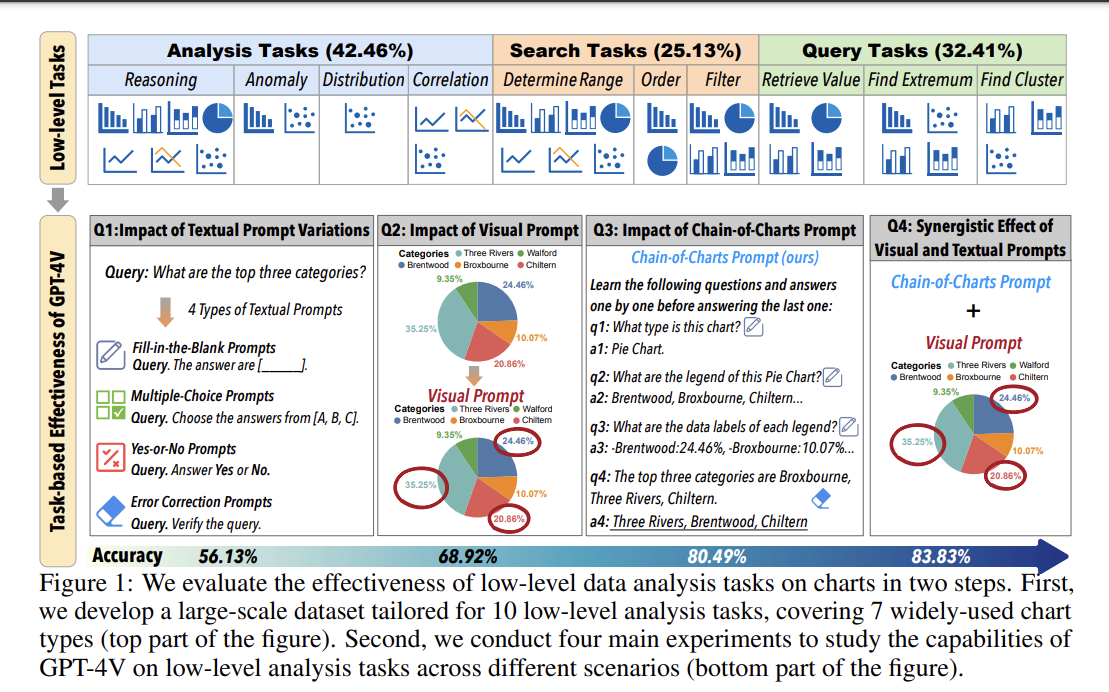 Low-level Tasks
Analysis Tasks (42.46%)
Search Tasks (25.13%)
Query Tasks (32.41%)
Reasoning
Anomaly
Distribution
Correlation
Determine Range
Order
Filter
Retrieve Value
Find Extremum
Find Cluster
Task-based Effectiveness of GPT-4V
Q1:Impact of Textual Prompt Variations
Query: What are the top three categories?
4 Types of Textual Prompts
Fill-in-the-Blank Prompts
Query. The answer are [_____].
Multiple-Choice Prompts
Query. Choose the answers from [A, B, C].
Yes-or-No Prompts
Query. Answer Yes or No.
Error Correction Prompts
Query. Verify the query.
Q2: Impact of Visual Prompt
Categories Three Rivers Walford
Brentwood Broxbourne Chiltern
9.35%
24.46%
35.25%
10.07%
20.86%
Visual Prompt
Categories Three Rivers Walford
Brentwood Broxbourne Chiltern
9.35%
24.46%
35.25%
10.07%
20.86%
Q3: Impact of Chain-of-Charts Prompt
Chain-of-Charts Prompt (ours)
Learn the following questions and answers
one by one before answering the last one:
q1: What type is this chart?
a1: Pie Chart.
q2: What are the legend of this Pie Chart?
a2: Brentwood, Broxbourne, Chiltern...
q3: What are the data labels of each legend?
a3: -Brentwood:24.46%, -Broxbourne:10.07%...
q4: The top three categories are Broxbourne,
Three Rivers, Chiltern.
a4: Three Rivers, Brentwood, Chiltern
Q4: Synergistic Effect of
Visual and Textual Prompts
Chain-of-Charts Prompt
+
Visual Prompt
Categories Three Rivers Walford
Brentwood Broxbourne Chiltern
9.35%
24.46%
35.25%
10.07%
20.86%
Accuracy 56.13% 68.92% 80.49% 83.83%
Figure 1: We evaluate the effectiveness of low-level data analysis tasks on charts in two steps. First,
we develop a large-scale dataset tailored for 10 low-level analysis tasks, covering 7 widely-used chart
types (top part of the figure). Second, we conduct four main experiments to study the capabilities of
GPT-4V on low-level analysis tasks across different scenarios (bottom part of the figure).